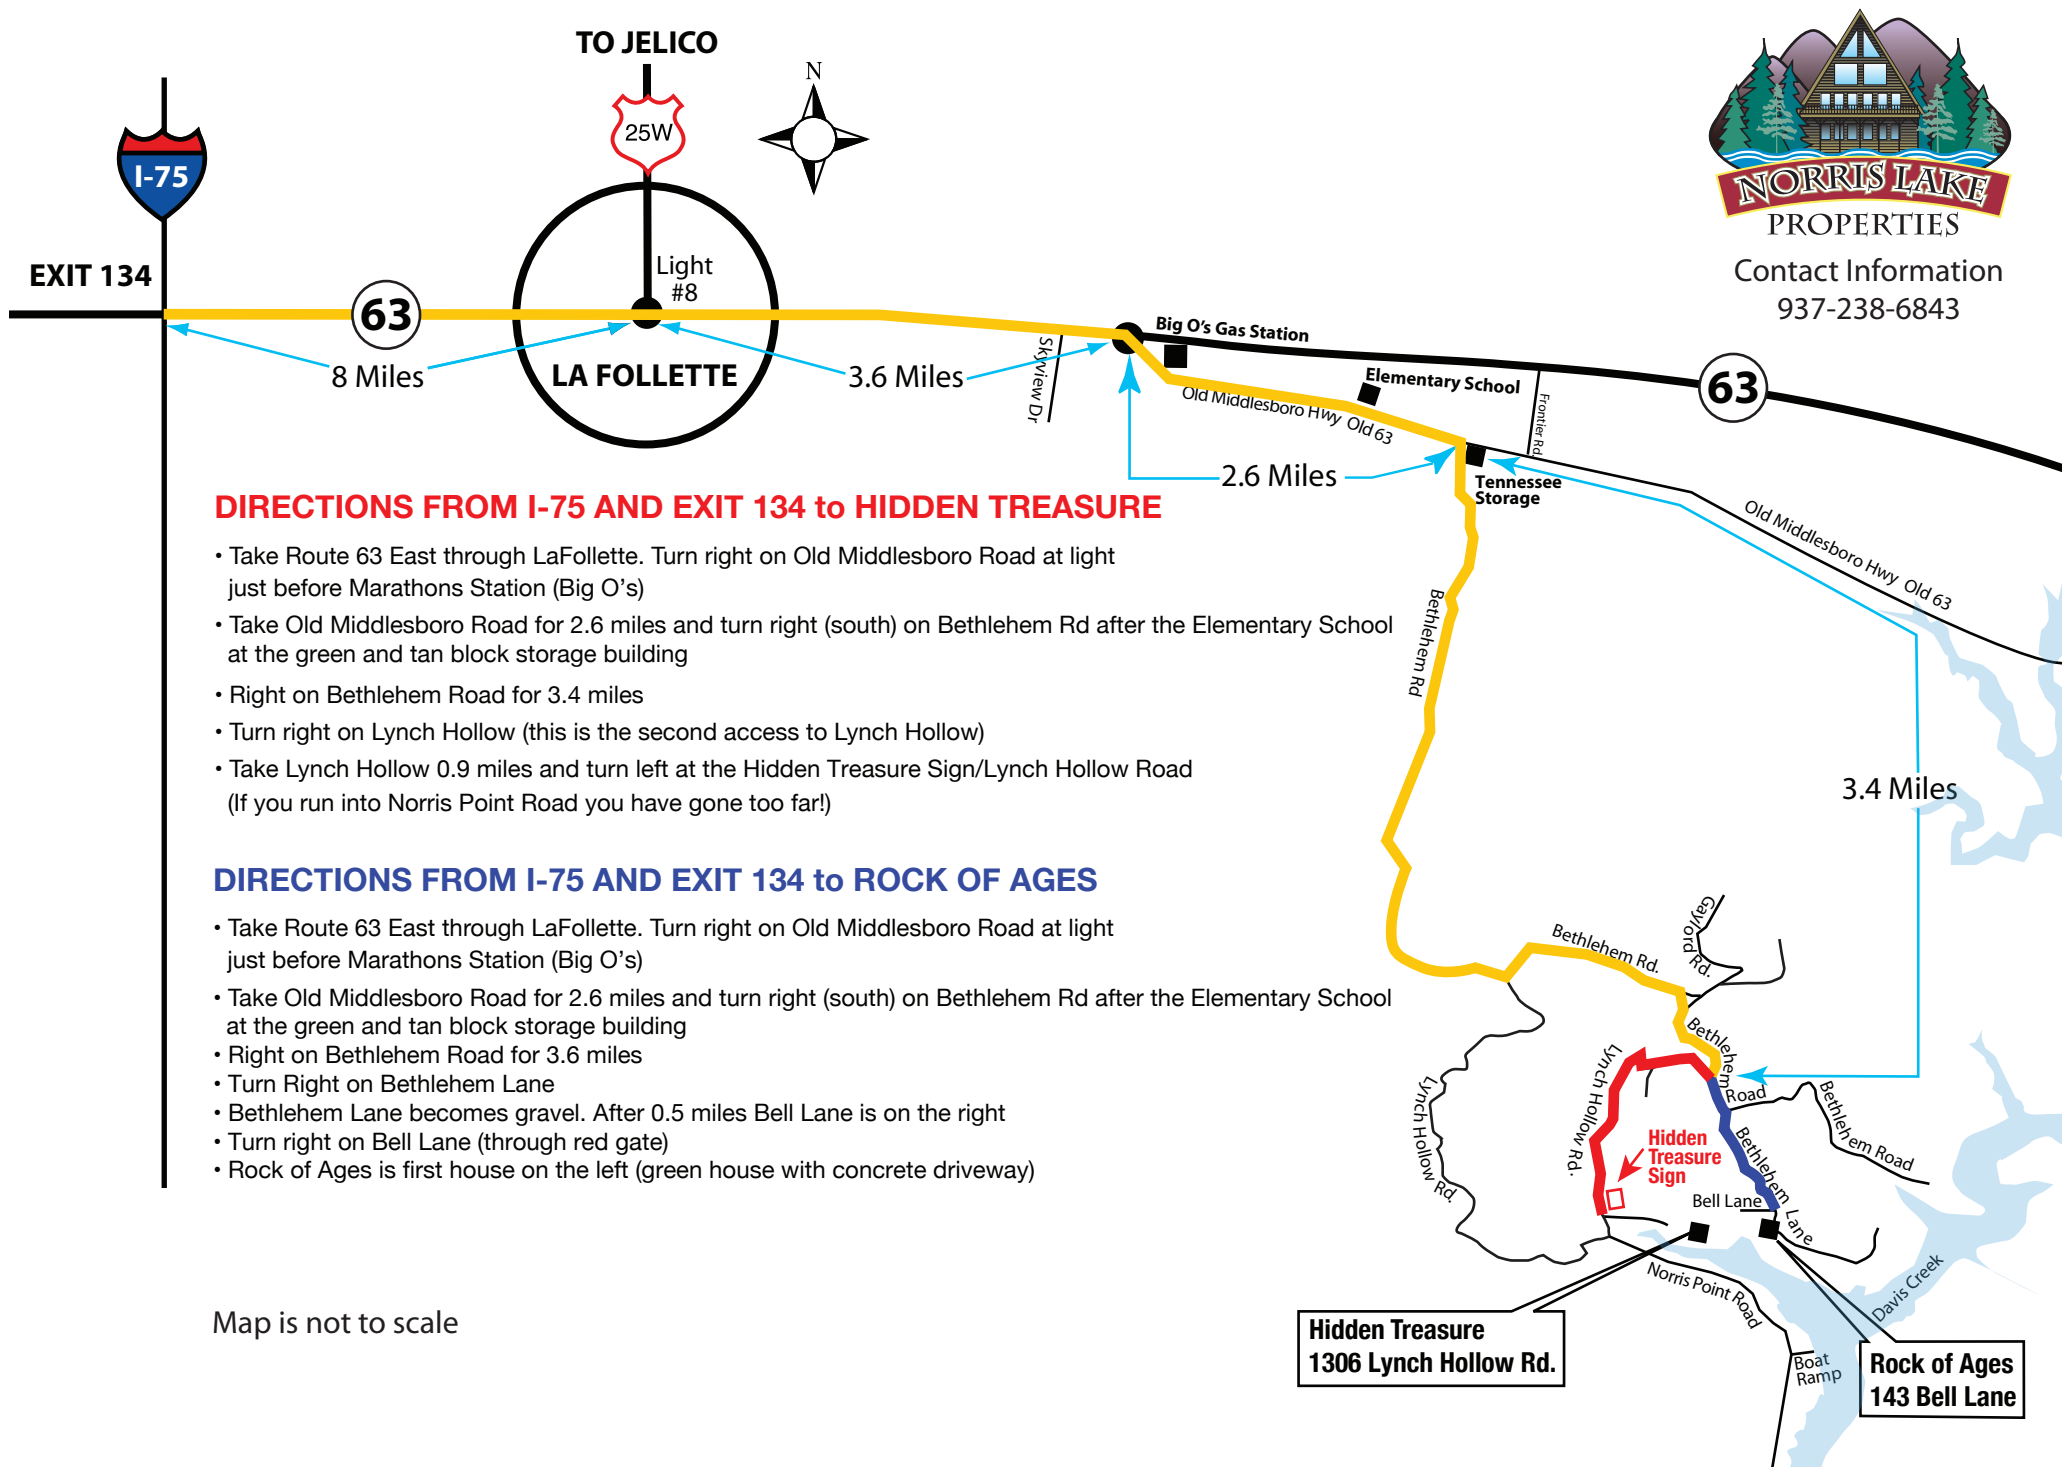 TO JELICO
N
25W
I-75
NORRIS LAKE
PROPERTIES
Contact Information
937-238-6843
EXIT 134
63
Light
#8
LA FOLLETTE
8 Miles
3.6 Miles
Skyview Dr
Big O's Gas Station
Elementary School
Old Middlesboro Hwy Old 63
Frontier Rd
63
2.6 Miles
Tennessee
Storage
Old Middlesboro Hwy Old 63
DIRECTIONS FROM I-75 AND EXIT 134 to HIDDEN TREASURE
• Take Route 63 East through LaFollette. Turn right on Old Middlesboro Road at light
just before Marathons Station (Big O's)
• Take Old Middlesboro Road for 2.6 miles and turn right (south) on Bethlehem Rd after the Elementary School
at the green and tan block storage building
• Right on Bethlehem Road for 3.4 miles
• Turn right on Lynch Hollow (this is the second access to Lynch Hollow)
• Take Lynch Hollow 0.9 miles and turn left at the Hidden Treasure Sign/Lynch Hollow Road
(If you run into Norris Point Road you have gone too far!)
Bethlehem Rd
3.4 Miles
DIRECTIONS FROM I-75 AND EXIT 134 to ROCK OF AGES
• Take Route 63 East through LaFollette. Turn right on Old Middlesboro Road at light
just before Marathons Station (Big O's)
• Take Old Middlesboro Road for 2.6 miles and turn right (south) on Bethlehem Rd after the Elementary School
at the green and tan block storage building
• Right on Bethlehem Road for 3.6 miles
• Turn Right on Bethlehem Lane
• Bethlehem Lane becomes gravel. After 0.5 miles Bell Lane is on the right
• Turn right on Bell Lane (through red gate)
• Rock of Ages is first house on the left (green house with concrete driveway)
Bethlehem Rd.
Gaylord Rd.
Bethlehem
Road
Lynch Hollow Rd.
Lynch Hollow Rd.
Bethlehem Road
Hidden
Treasure
Sign
Bethlehem Lane
Bell Lane
Norris Point Road
Davis Creek
Boat
Ramp
Hidden Treasure
1306 Lynch Hollow Rd.
Rock of Ages
143 Bell Lane
Map is not to scale